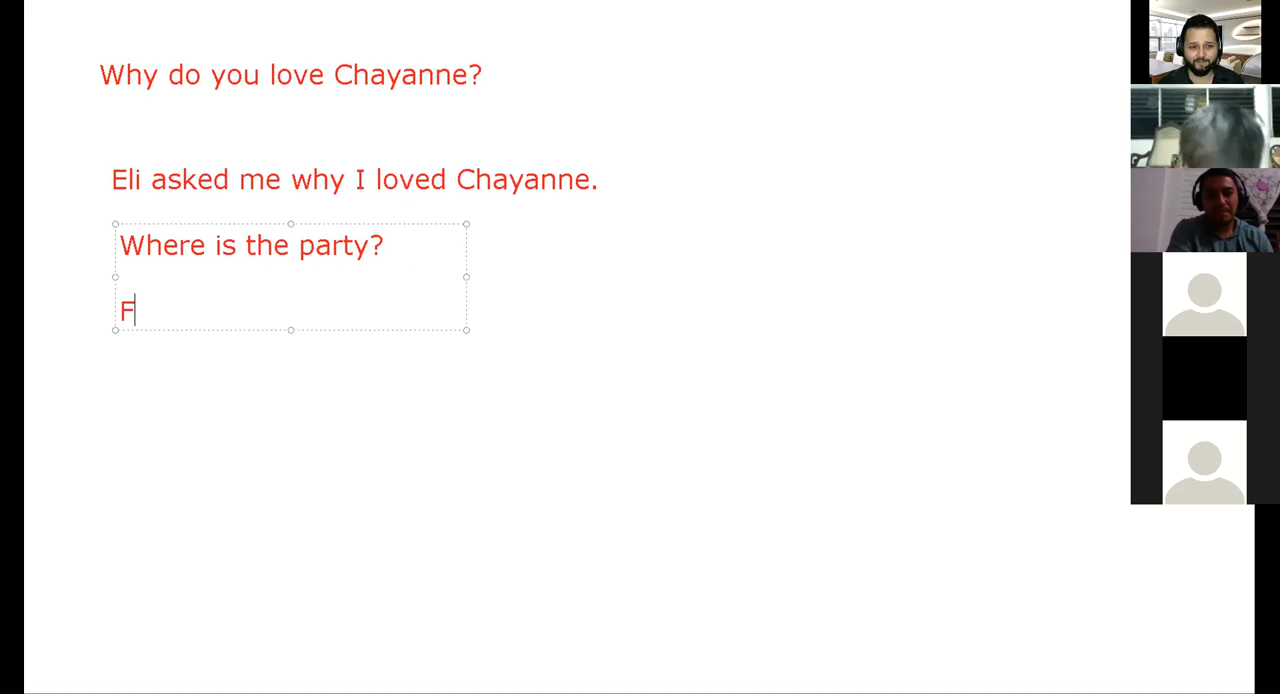 Why do you love Chayanne?
Eli asked me why I loved Chayanne.
Where is the party?
F